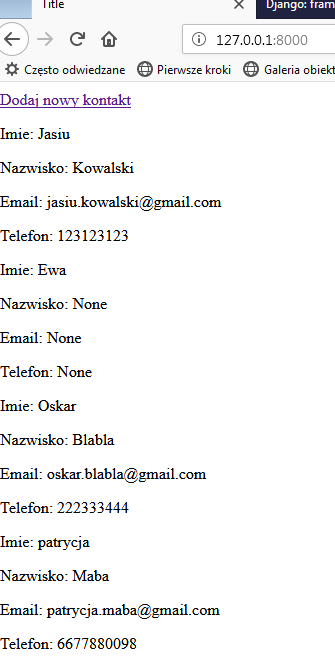 Title
Django: fram
127.0.0.1:8000
Często odwiedzane
Pierwsze kroki
Galeria obiekt
Dodaj nowy kontakt
Imie: Jasiu
Nazwisko: Kowalski
Email: jasiu.kowalski@gmail.com
Telefon: 123123123
Imie: Ewa
Nazwisko: None
Email: None
Telefon: None
Imie: Oskar
Nazwisko: Blabla
Email: oskar.blabla@gmail.com
Telefon: 222333444
Imie: patrycja
Nazwisko: Maba
Email: patrycja.maba@gmail.com
Telefon: 6677880098